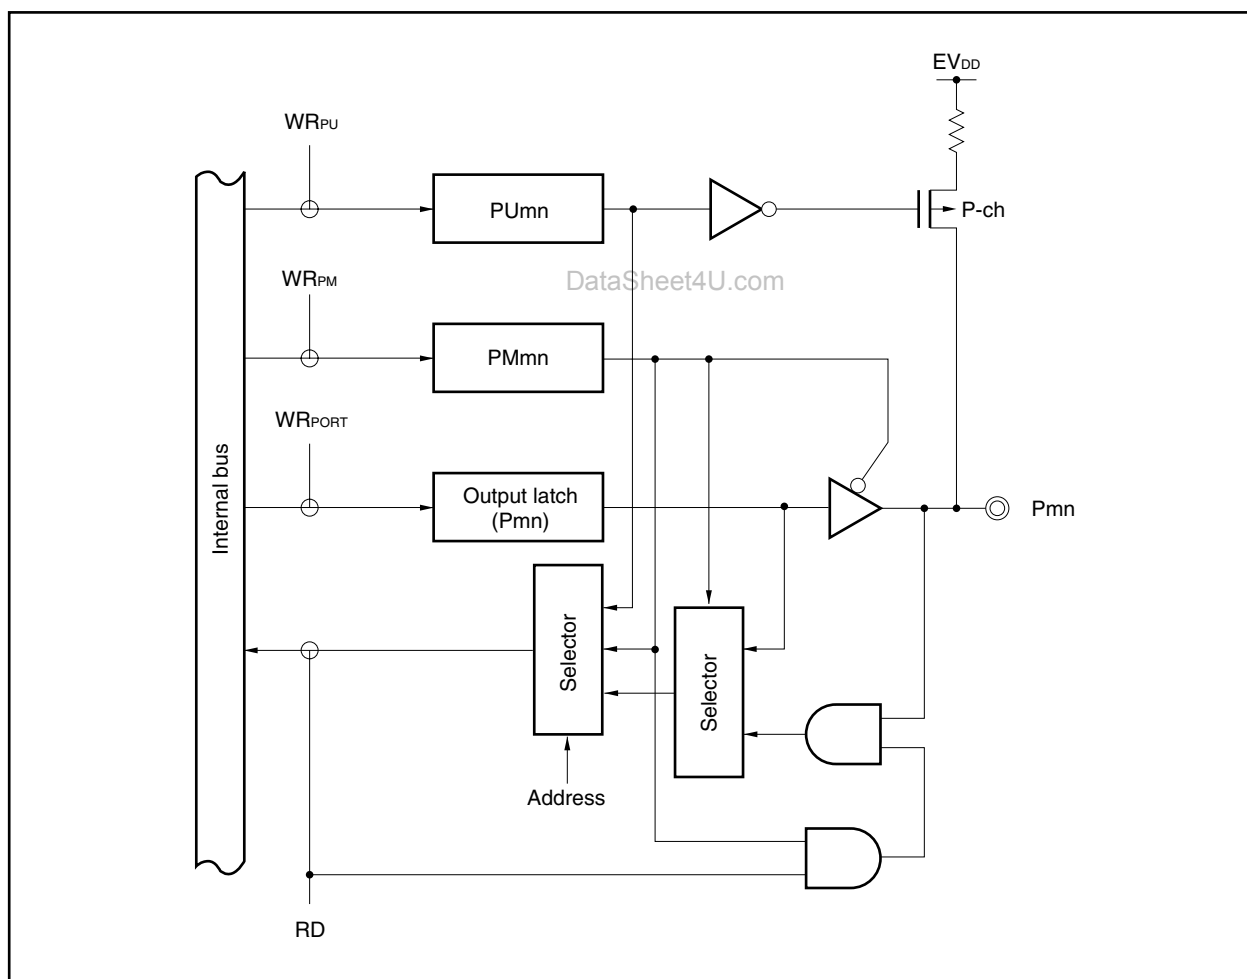 EVDD
WRPU
PUmn
P-ch
DataSheet4U.com
WRPM
PMmn
WRPORT
Internal bus
Output latch
(Pmn)
Pmn
Selector
Selector
Address
RD